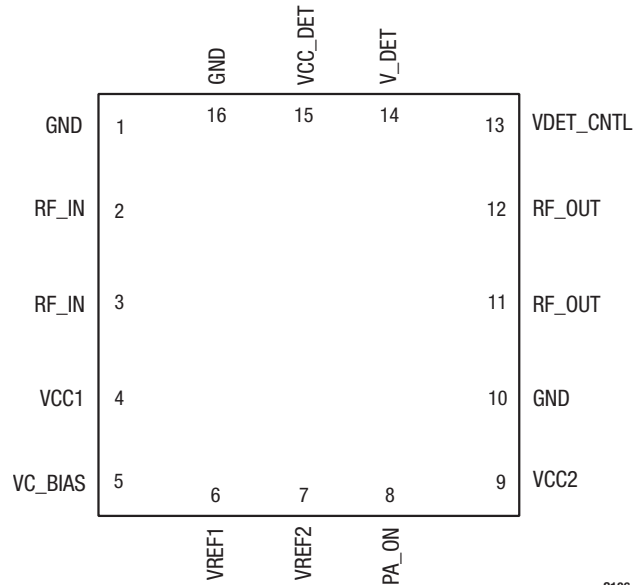 GND
VCC_DET
V_DET
16
15
14
GND 1
13 VDET_CNTL
RF_IN 2
12 RF_OUT
RF_IN 3
11 RF_OUT
VCC1 4
10 GND
VC_BIAS 5
9 VCC2
6
7
8
VREF1
VREF2
PA_ON